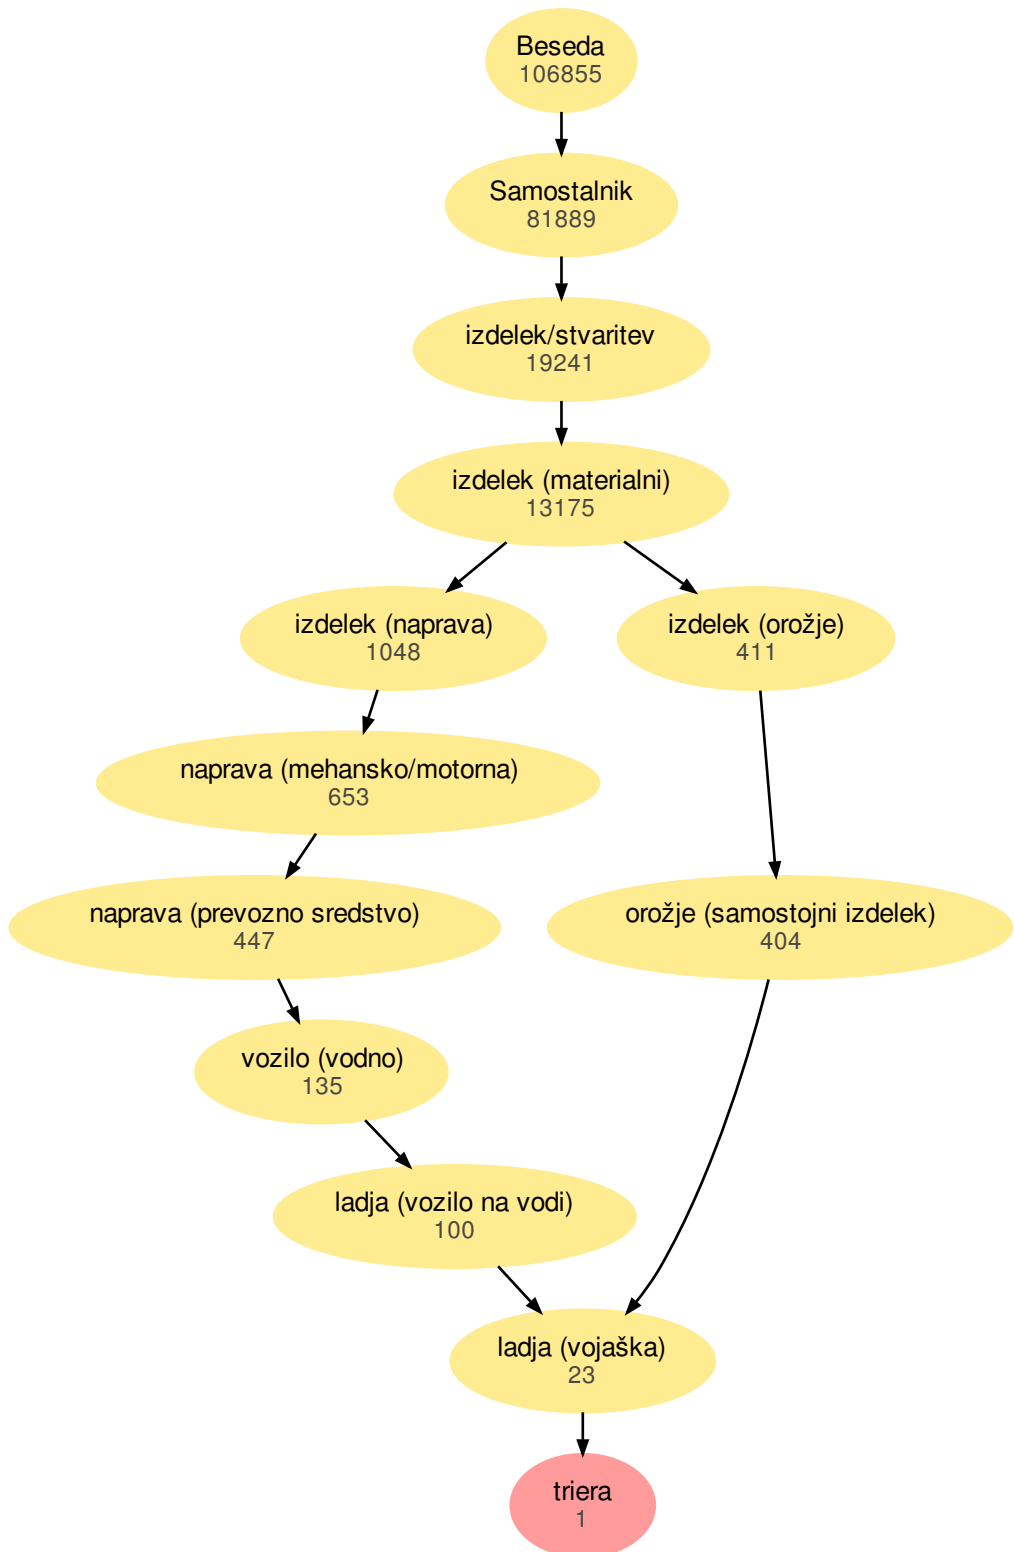 Beseda
106855
Samostalnik
81889
izdelek/stvaritev
19241
izdelek (materialni)
13175
izdelek (naprava)
1048
izdelek (orožje)
411
naprava (mehansko/motorna)
653
naprava (prevozno sredstvo)
447
orožje (samostojni izdelek)
404
vozilo (vodno)
135
ladja (vozilo na vodi)
100
ladja (vojaška)
23
triera
1